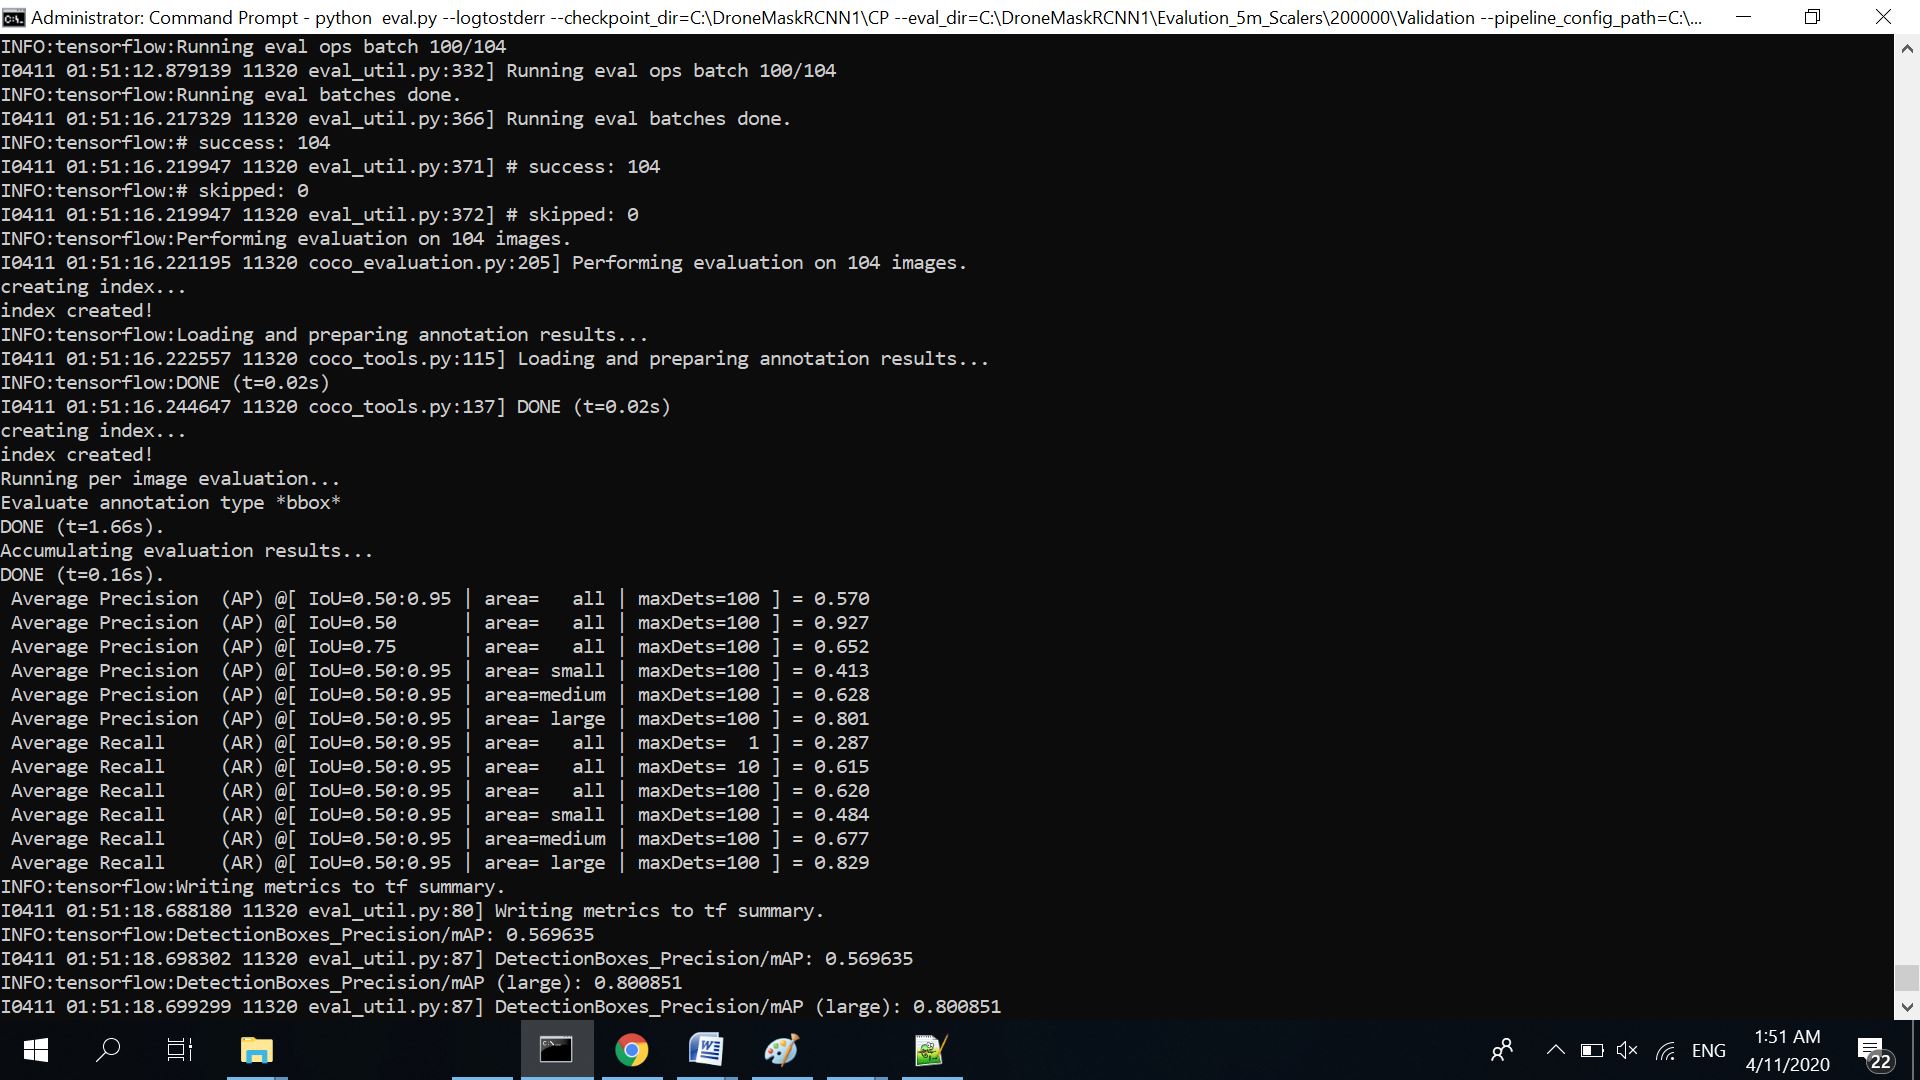 Administrator: Command Prompt - python  eval.py --logtostderr --checkpoint_dir=C:\DroneMaskRCNN1\CP --eval_dir=C:\DroneMaskRCNN1\Evalution_5m_Scalers\200000\Validation --pipeline_config_path=C:\...
INFO:tensorflow:Running eval ops batch 100/104
I0411 01:51:12.879139 11320 eval_util.py:332] Running eval ops batch 100/104
INFO:tensorflow:Running eval batches done.
I0411 01:51:16.217329 11320 eval_util.py:366] Running eval batches done.
INFO:tensorflow:# success: 104
I0411 01:51:16.219947 11320 eval_util.py:371] # success: 104
INFO:tensorflow:# skipped: 0
I0411 01:51:16.219947 11320 eval_util.py:372] # skipped: 0
INFO:tensorflow:Performing evaluation on 104 images.
I0411 01:51:16.221195 11320 coco_evaluation.py:205] Performing evaluation on 104 images.
creating index...
index created!
INFO:tensorflow:Loading and preparing annotation results...
I0411 01:51:16.222557 11320 coco_tools.py:115] Loading and preparing annotation results...
INFO:tensorflow:DONE (t=0.02s)
I0411 01:51:16.244647 11320 coco_tools.py:137] DONE (t=0.02s)
creating index...
index created!
Running per image evaluation...
Evaluate annotation type *bbox*
DONE (t=1.66s).
Accumulating evaluation results...
DONE (t=0.16s).
Average Precision  (AP) @[ IoU=0.50:0.95 | area=   all | maxDets=100 ] = 0.570
Average Precision  (AP) @[ IoU=0.50      | area=   all | maxDets=100 ] = 0.927
Average Precision  (AP) @[ IoU=0.75      | area=   all | maxDets=100 ] = 0.652
Average Precision  (AP) @[ IoU=0.50:0.95 | area= small | maxDets=100 ] = 0.413
Average Precision  (AP) @[ IoU=0.50:0.95 | area=medium | maxDets=100 ] = 0.628
Average Precision  (AP) @[ IoU=0.50:0.95 | area= large | maxDets=100 ] = 0.801
Average Recall     (AR) @[ IoU=0.50:0.95 | area=   all | maxDets=  1 ] = 0.287
Average Recall     (AR) @[ IoU=0.50:0.95 | area=   all | maxDets= 10 ] = 0.615
Average Recall     (AR) @[ IoU=0.50:0.95 | area=   all | maxDets=100 ] = 0.620
Average Recall     (AR) @[ IoU=0.50:0.95 | area= small | maxDets=100 ] = 0.484
Average Recall     (AR) @[ IoU=0.50:0.95 | area=medium | maxDets=100 ] = 0.677
Average Recall     (AR) @[ IoU=0.50:0.95 | area= large | maxDets=100 ] = 0.829
INFO:tensorflow:Writing metrics to tf summary.
I0411 01:51:18.688180 11320 eval_util.py:80] Writing metrics to tf summary.
INFO:tensorflow:DetectionBoxes_Precision/mAP: 0.569635
I0411 01:51:18.698302 11320 eval_util.py:87] DetectionBoxes_Precision/mAP: 0.569635
INFO:tensorflow:DetectionBoxes_Precision/mAP (large): 0.800851
I0411 01:51:18.699299 11320 eval_util.py:87] DetectionBoxes_Precision/mAP (large): 0.800851
ENG
1:51 AM
4/11/2020
22